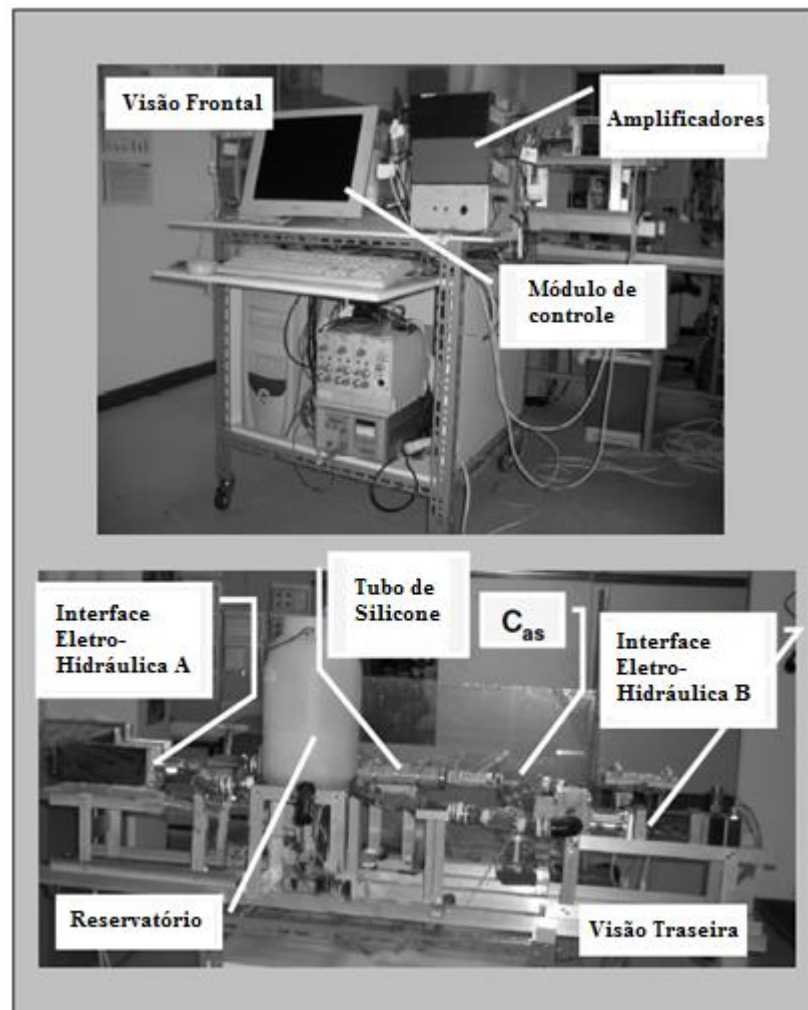 Visão Frontal
Amplificadores
Módulo de
controle
Interface
Eletro-
Hidráulica A
Tubo de
Silicone
Cas
Interface
Eletro-
Hidráulica B
Reservatório
Visão Traseira